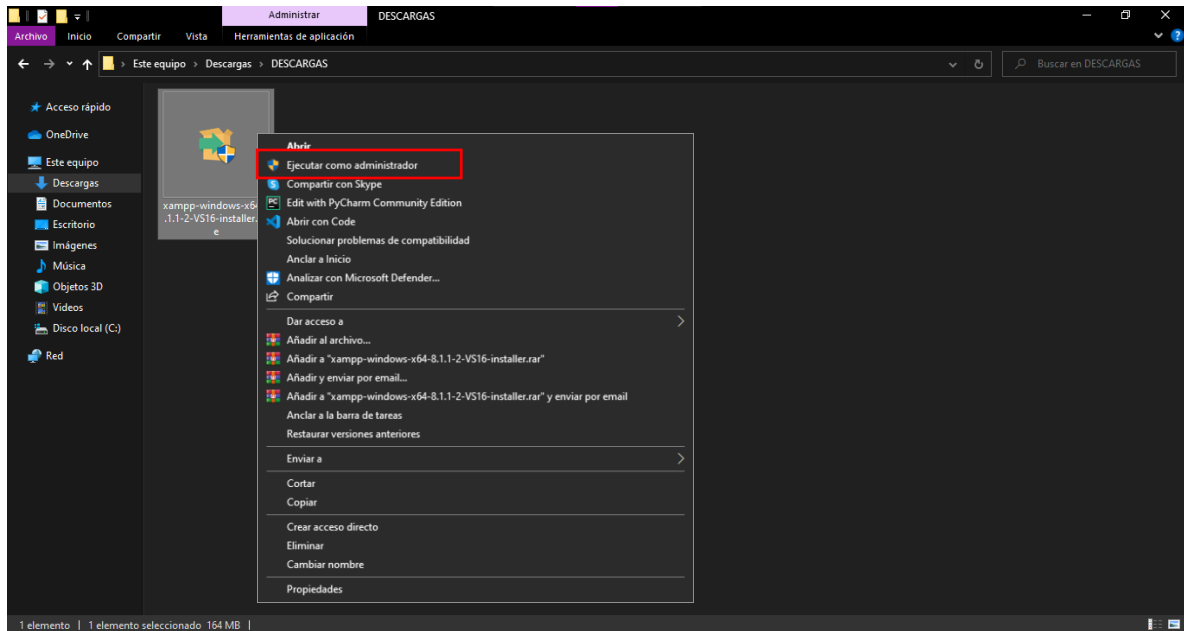 Administrar
DESCARGAS
Archivo
Inicio
Compartir
Vista
Herramientas de aplicación
Este equipo > Descargas > DESCARGAS
Buscar en DESCARGAS
Acceso rápido
OneDrive
Este equipo
Descargas
Documentos
Escritorio
Imágenes
Música
Objetos 3D
Videos
Disco local (C:)
Red
xampp-windows-x6
.1.1-2-VS16-installer.
e
Abrir
Ejecutar como administrador
Compartir con Skype
Edit with PyCharm Community Edition
Abrir con Code
Solucionar problemas de compatibilidad
Anclar a Inicio
Analizar con Microsoft Defender...
Compartir
Dar acceso a
Añadir al archivo...
Añadir a "xampp-windows-x64-8.1.1-2-VS16-installer.rar"
Añadir y enviar por email...
Añadir a "xampp-windows-x64-8.1.1-2-VS16-installer.rar" y enviar por email
Anclar a la barra de tareas
Restaurar versiones anteriores
Enviar a
Cortar
Copiar
Crear acceso directo
Eliminar
Cambiar nombre
Propiedades
1 elemento | 1 elemento seleccionado 164 MB |